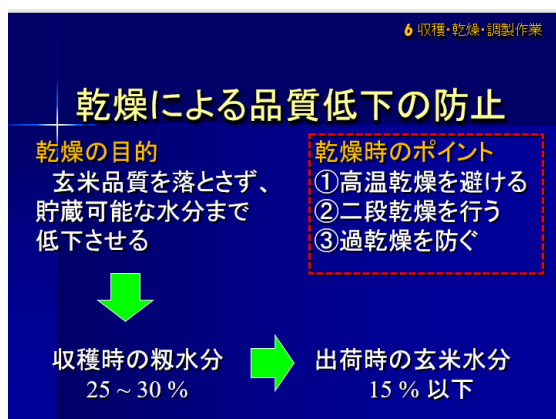 6 収穫・乾燥・調製作業
乾燥による品質低下の防止
乾燥の目的
玄米品質を落とさず、
貯蔵可能な水分まで
低下させる
乾燥時のポイント
①高温乾燥を避ける
②二段乾燥を行う
③過乾燥を防ぐ
収穫時の籾水分
25 ~ 30 %
出荷時の玄米水分
15 % 以下